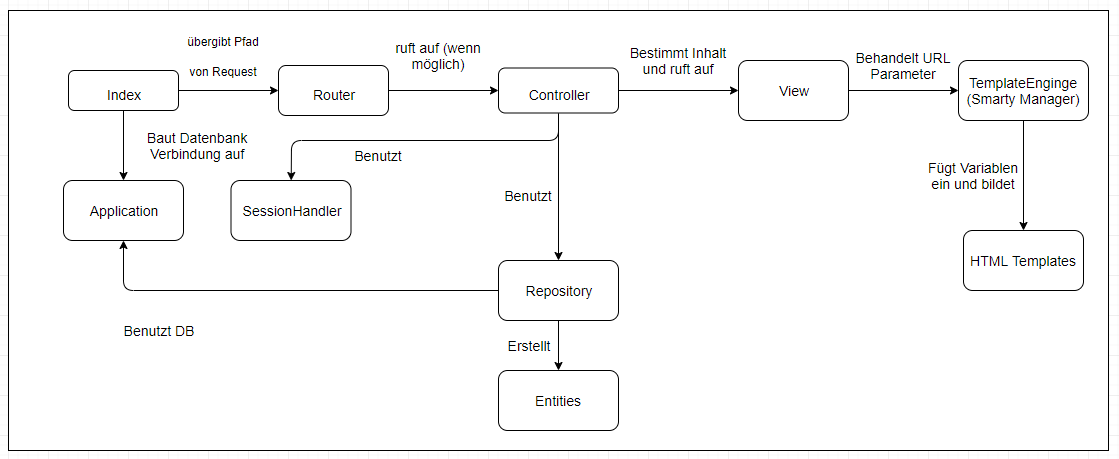 übergibt Pfad
von Request
ruft auf (wenn
möglich)
Bestimmt Inhalt
und ruft auf
Behandelt URL
Parameter
Index
Router
Controller
View
TemplateEnginge
(Smarty Manager)
Baut Datenbank
Verbindung auf
Benutzt
Fügt Variablen
ein und bildet
Application
SessionHandler
Benutzt
HTML Templates
Repository
Benutzt DB
Erstellt
Entities